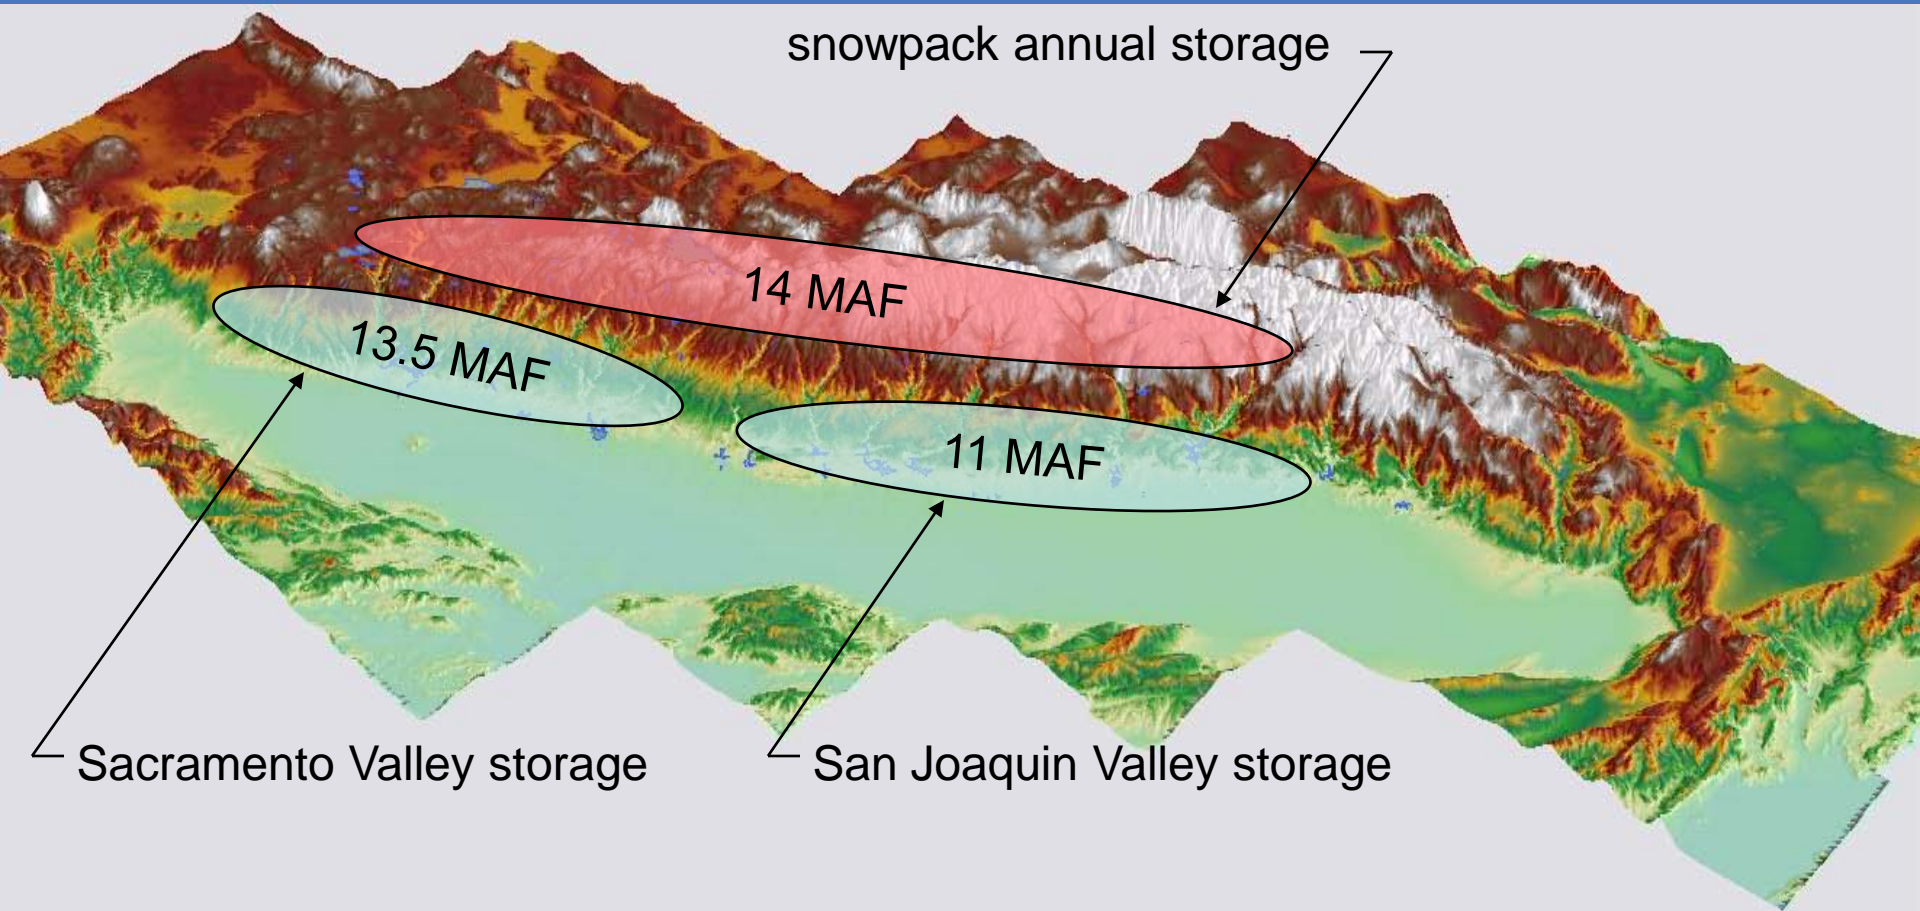 snowpack annual storage
14 MAF
13.5 MAF
11 MAF
Sacramento Valley storage
San Joaquin Valley storage